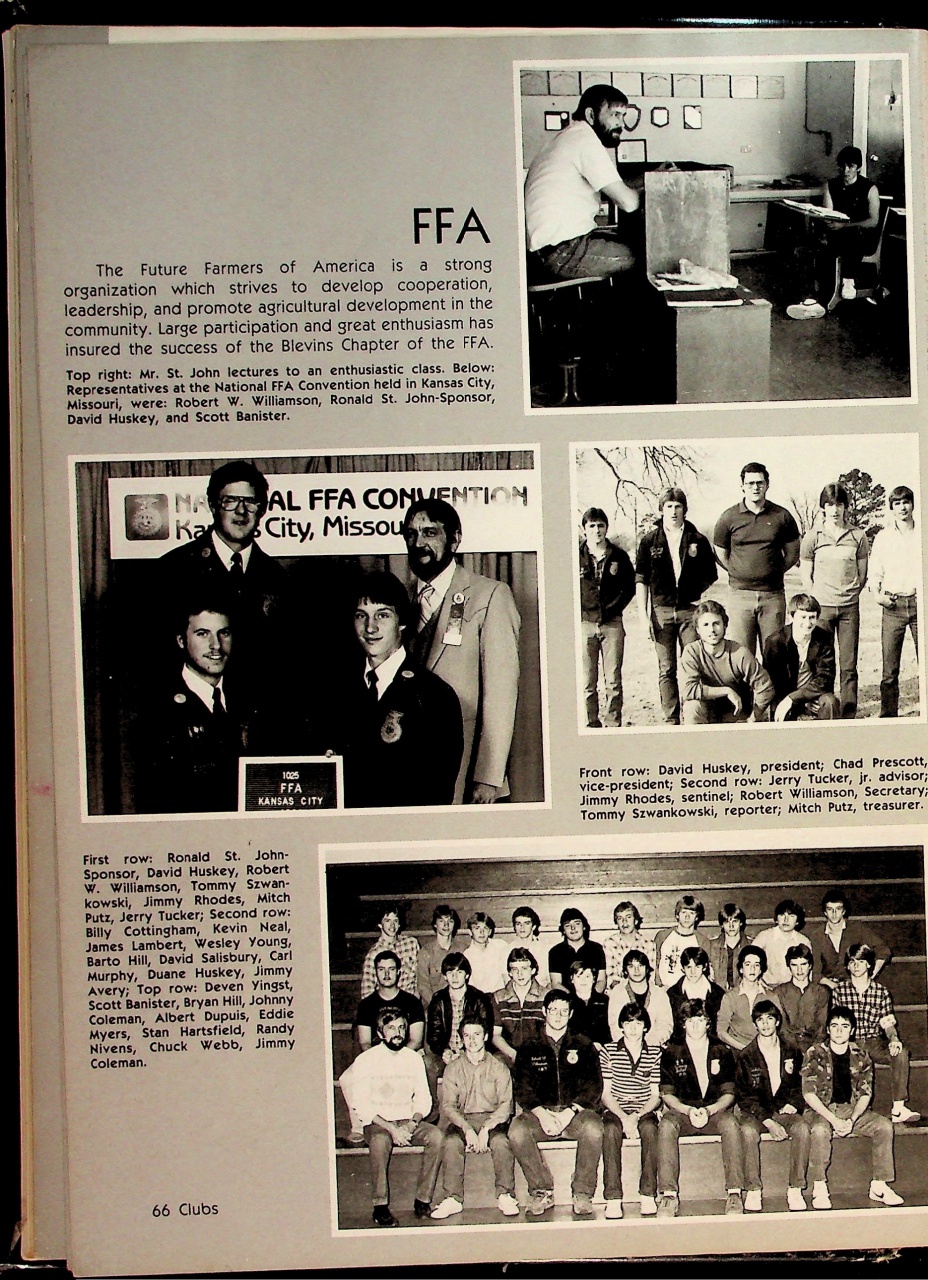 FFA
The Future Farmers of America is a strong
organization which strives to develop cooperation,
leadership, and promote agricultural development in the
community. Large participation and great enthusiasm has
insured the success of the Blevins Chapter of the FFA.
Top right: Mr. St. John lectures to an enthusiastic class. Below:
Representatives at the National FFA Convention held in Kansas City,
Missouri, were: Robert W. Williamson, Ronald St. John-Sponsor,
David Huskey, and Scott Banister.
NA AL FFA CONVENTION
Kan s City, Missou
1025
FFA
KANSAS CITY
Front row: David Huskey, president; Chad Prescott,
vice-president; Second row: Jerry Tucker, jr. advisor;
Jimmy Rhodes, sentinel; Robert Williamson, Secretary;
Tommy Szwankowski, reporter; Mitch Putz, treasurer.
First row: Ronald St. John-
Sponsor, David Huskey, Robert
W. Williamson, Tommy Szwan-
kowski, Jimmy Rhodes, Mitch
Putz, Jerry Tucker; Second row:
Billy Cottingham, Kevin Neal,
James Lambert, Wesley Young,
Barto Hill, David Salisbury, Carl
Murphy, Duane Huskey, Jimmy
Avery; Top row: Deven Yingst,
Scott Banister, Bryan Hill, Johnny
Coleman, Albert Dupuis, Eddie
Myers, Stan Hartsfield, Randy
Nivens, Chuck Webb, Jimmy
Coleman.
66 Clubs